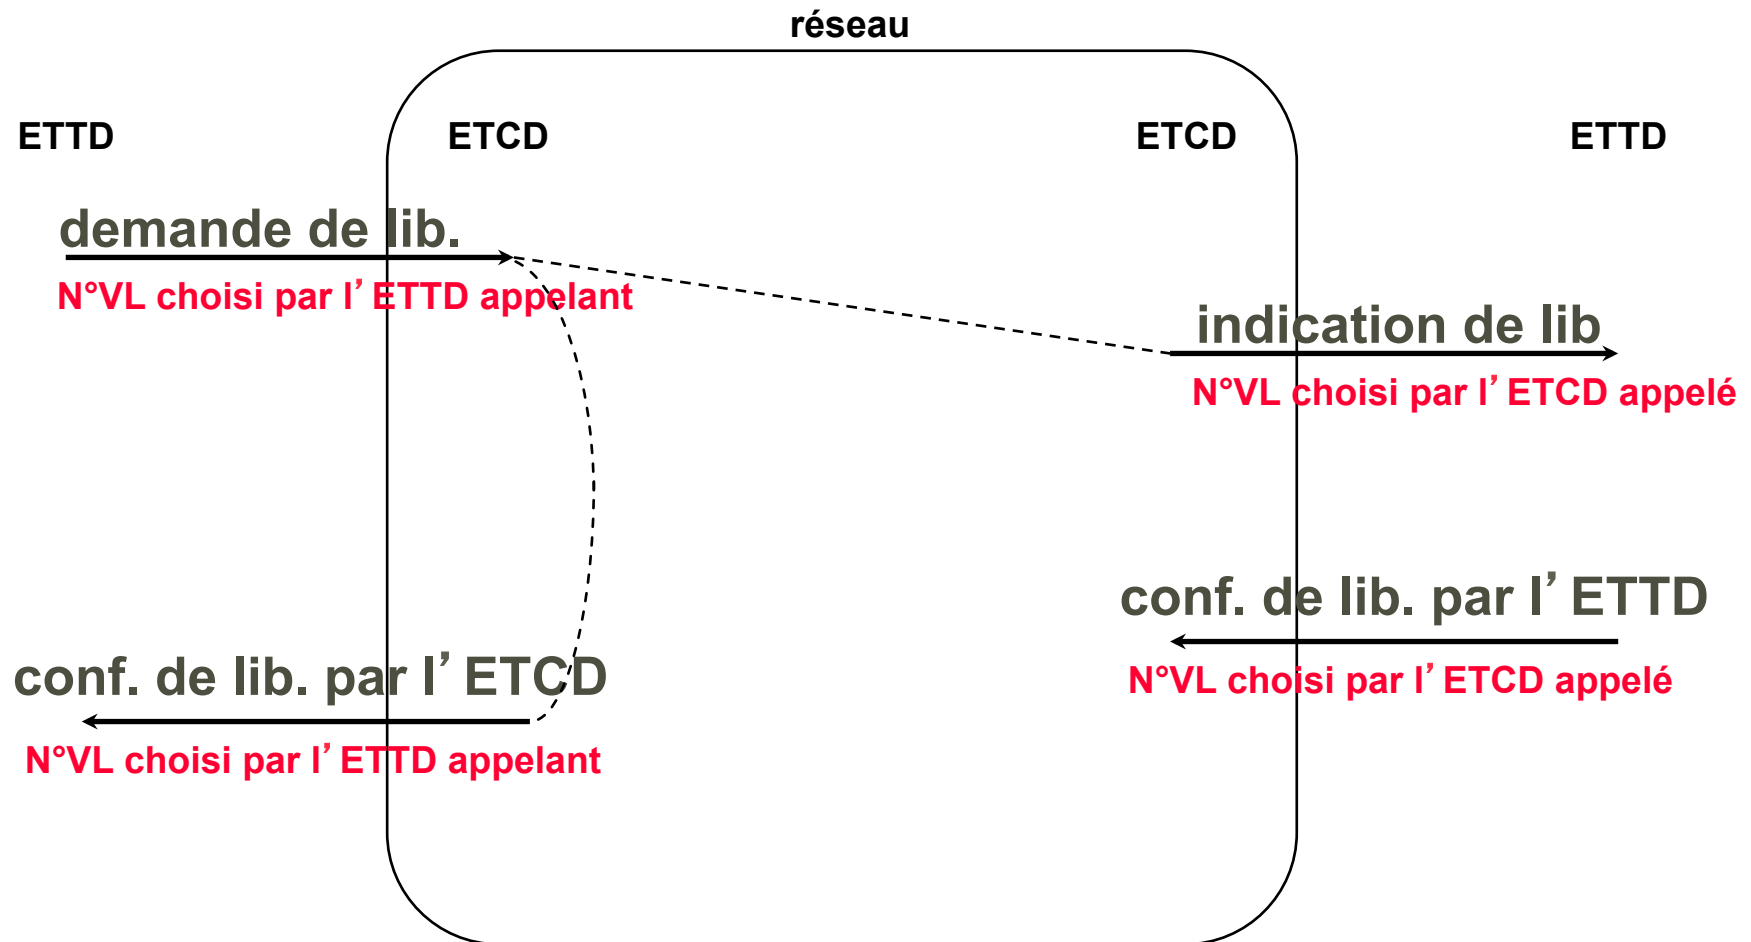 réseau
ETTD ETCD ETCD ETTD
demande de lib.
N°VL choisi par l’ETTD appelant
indication de lib
N°VL choisi par l’ETCD appelé
conf. de lib. par l’ETTD
N°VL choisi par l’ETCD appelé
conf. de lib. par l’ETCD
N°VL choisi par l’ETTD appelant